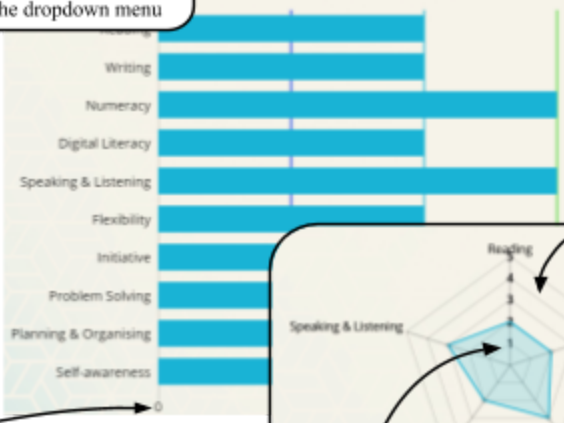 he dropdown menu
Writing
Numeracy
Digital Literacy
Speaking & Listening
Flexibility
Initiative
Problem Solving
Planning & Organising
Self-awareness
0
Reading
5
4
3
2
1
Speaking & Listening